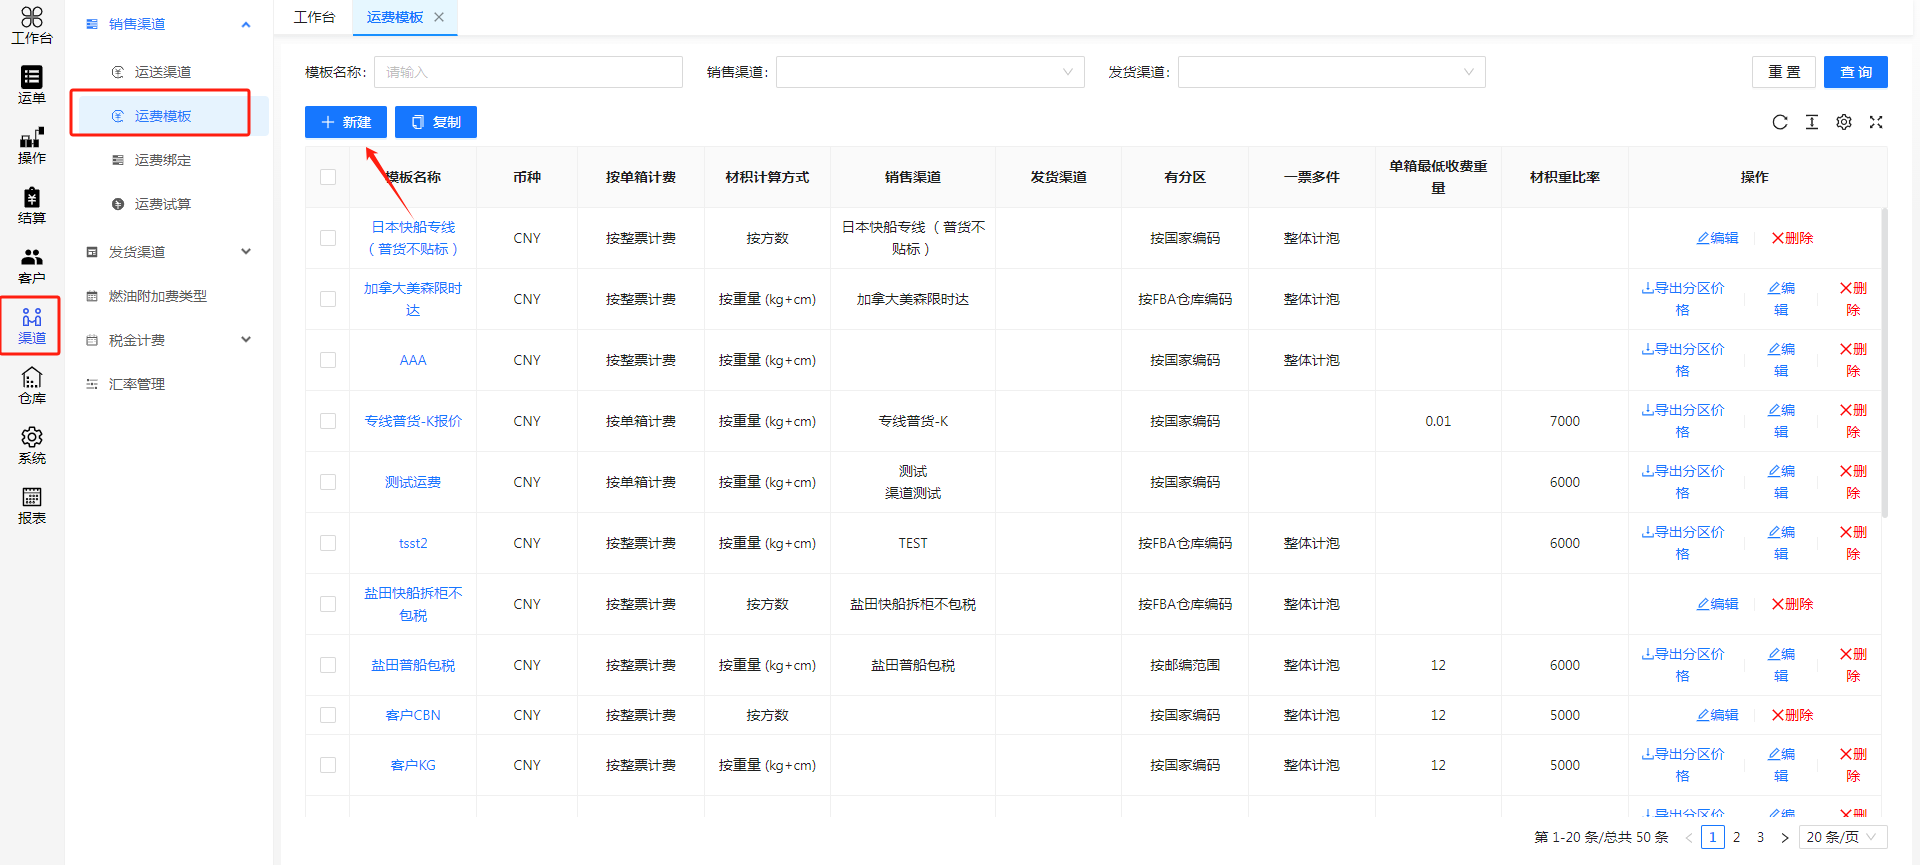 工作台
运单
操作
结算
客户
渠道
仓库
系统
报表
销售渠道
运送渠道
运费模板
运费绑定
运费试算
发货渠道
燃油附加费类型
税金计费
汇率管理
工作台 运费模板
模板名称: 请输入 销售渠道: 发货渠道: 重置 查询
新建 复制
模板名称 币种 按单箱计费 材积计算方式 销售渠道 发货渠道 有分区 一票多件 单箱最低收费重 材积重比率 操作
量
日本快船专线 CNY 按整票计费 按方数 日本快船专线（普货不 按国家编码 整体计泡 编辑 删除
（普货不贴标） 贴标）
加拿大美森限时 CNY 按整票计费 按重量 (kg+cm) 加拿大美森限时达 按FBA仓库编码 整体计泡 导出分区价 编 删
达 格 辑 除
AAA CNY 按整票计费 按重量 (kg+cm) 按国家编码 整体计泡 导出分区价 编 删
格 辑 除
专线普货-K报价 CNY 按单箱计费 按重量 (kg+cm) 专线普货-K 按国家编码 0.01 7000 导出分区价 编 删
格 辑 除
测试运费 CNY 按单箱计费 按重量 (kg+cm) 测试 按国家编码 6000 导出分区价 编 删
渠道测试 格 辑 除
tsst2 CNY 按整票计费 按重量 (kg+cm) TEST 按FBA仓库编码 整体计泡 6000 导出分区价 编 删
格 辑 除
盐田快船拆柜不 CNY 按整票计费 按方数 盐田快船拆柜不包税 按FBA仓库编码 整体计泡 编辑 删除
包税
盐田普船包税 CNY 按整票计费 按重量 (kg+cm) 盐田普船包税 按邮编范围 整体计泡 12 6000 导出分区价 编 删
格 辑 除
客户CBN CNY 按整票计费 按方数 按国家编码 整体计泡 12 5000 编辑 删除
客户KG CNY 按整票计费 按重量 (kg+cm) 按国家编码 整体计泡 12 5000 导出分区价 编 删
格 辑 除
导出分区价 编 删
第 1-20 条/总共 50 条 1 2 3 20 条/页